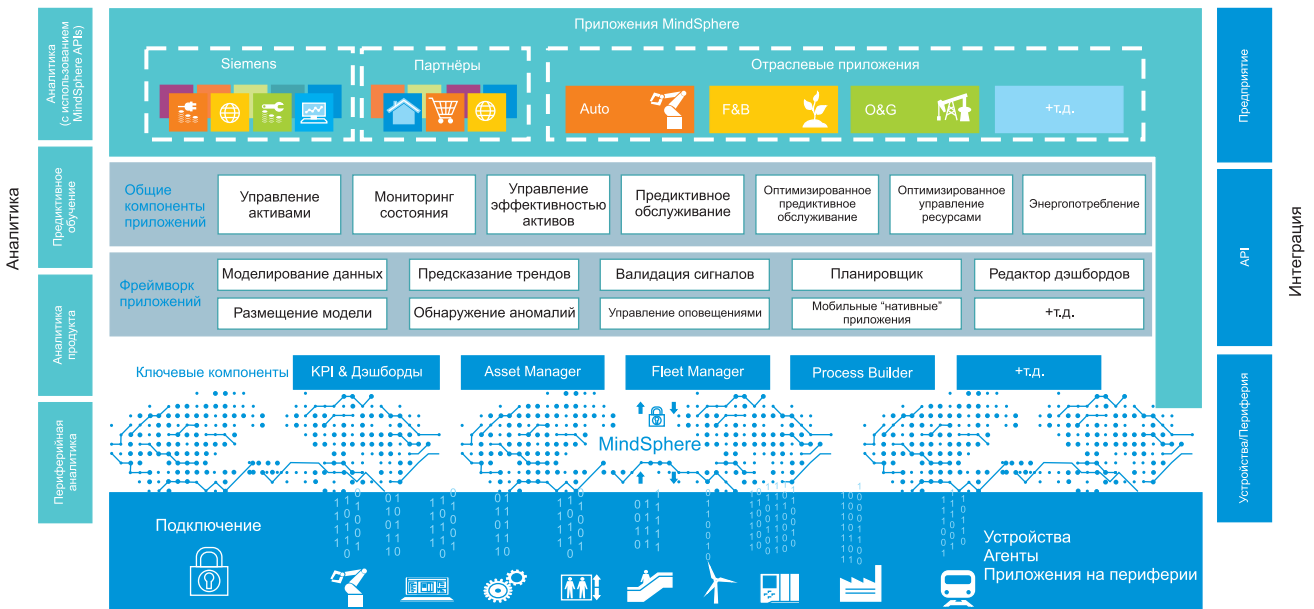 Аналитика
Аналитика
(с использованием
MindSphere APIs)
Предиктивное
обучение
Аналитика
продукта
Периферийная
аналитика
Приложения MindSphere
Siemens
Партнёры
Отраслевые приложения
Auto
F&B
O&G
+т.д.
Общие
компоненты
приложений
Управление
активами
Мониторинг
состояния
Управление
эффективностью
активов
Предиктивное
обслуживание
Оптимизированное
предиктивное
обслуживание
Оптимизированное
управление
ресурсами
Энергопотребление
Фреймворк
приложений
Моделирование данных
Предсказание трендов
Валидация сигналов
Планировщик
Редактор дэшбордов
Размещение модели
Обнаружение аномалий
Управление оповещениями
Мобильные “нативные”
приложения
+т.д.
Ключевые компоненты
KPI & Дэшборды
Asset Manager
Fleet Manager
Process Builder
+т.д.
MindSphere
Подключение
Устройства
Агенты
Приложения на периферии
Предприятие
API
Устройства/Периферия
Интеграция